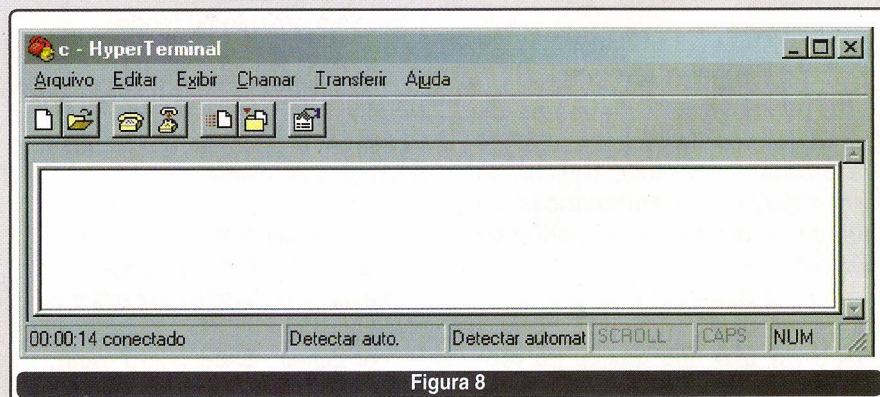 c - HyperTerminal
Arquivo Editar Exibir Chamar Transferir Ajuda
00:00:14 conectado Detectar auto. Detectar automat SCROLL CAPS NUM
Figura 8